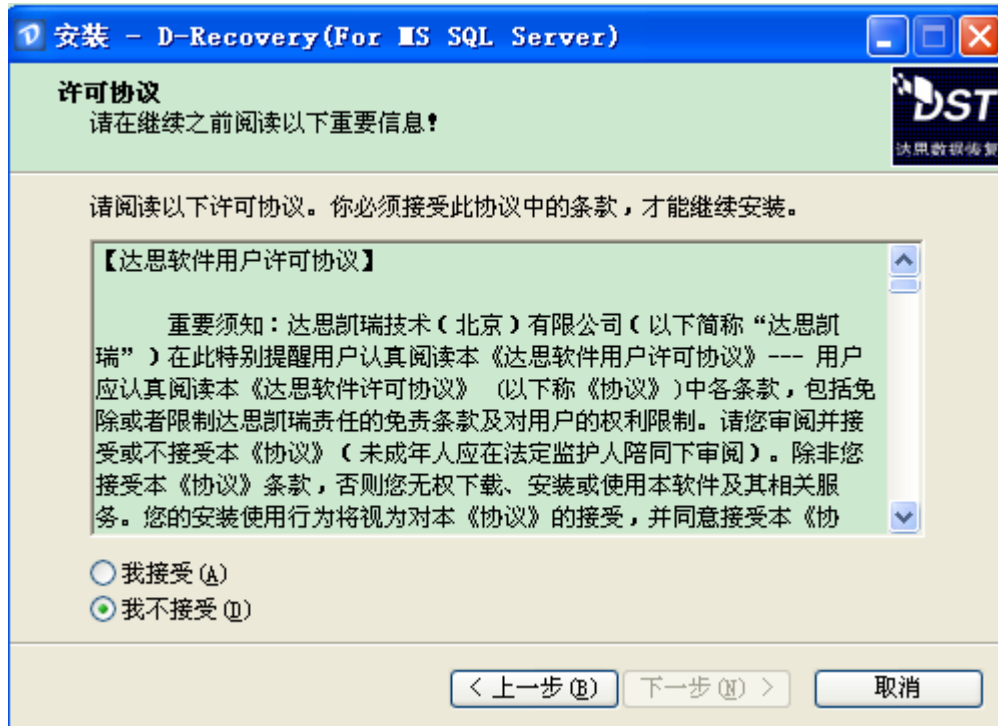 安装 - D-Recovery(For MS SQL Server)
许可协议
请在继续之前阅读以下重要信息！
DST
达思数据恢复
请阅读以下许可协议。你必须接受此协议中的条款，才能继续安装。
【达思软件用户许可协议】
重要须知：达思凯瑞技术（北京）有限公司（以下简称“达思凯
瑞”）在此特别提醒用户认真阅读本《达思软件用户许可协议》--- 用户
应认真阅读本《达思软件许可协议》 （以下称《协议》）中各条款，包括免
除或者限制达思凯瑞责任的免责条款及对用户的权利限制。请您审阅并接
受或不接受本《协议》（未成年人应在法定监护人陪同下审阅）。除非您
接受本《协议》条款，否则您无权下载、安装或使用本软件及其相关服
务。您的安装使用行为将视为对本《协议》的接受，并同意接受本《协
我接受(A)
我不接受(D)
< 上一步(B)
下一步(N) >
取消